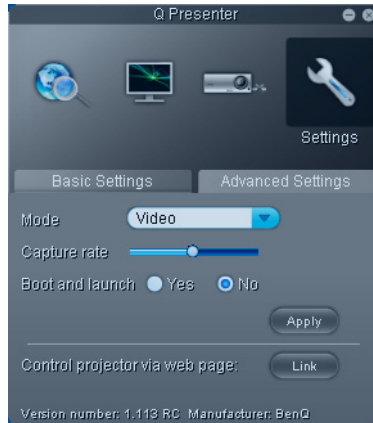 Q Presenter
Settings
Basic Settings Advanced Settings
Mode Video
Capture rate
Boot and launch Yes No
Apply
Control projector via web page: Link
Version number: 1.113 RC Manufacturer: BenQ